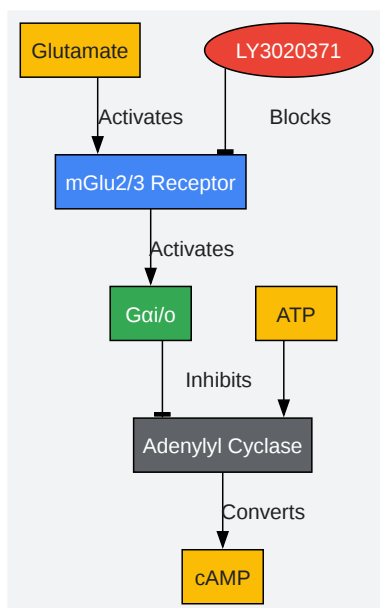 Glutamate
LY3020371
Activates
Blocks
mGlu2/3 Receptor
Activates
Gαi/o
ATP
Inhibits
Adenylyl Cyclase
Converts
cAMP